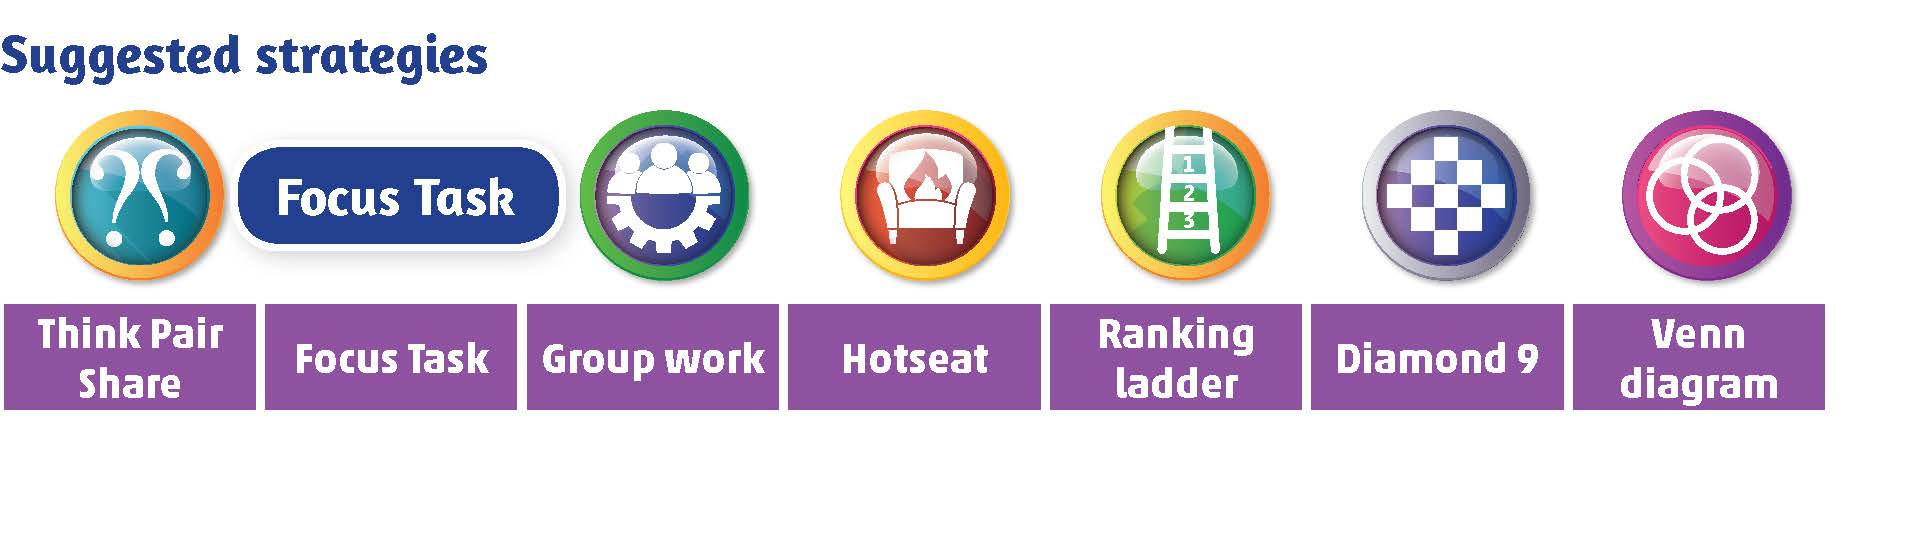 Suggested strategies
Focus Task
1
2
3
Think Pair
Share
Focus Task
Group work
Hotseat
Ranking
ladder
Diamond 9
Venn
diagram